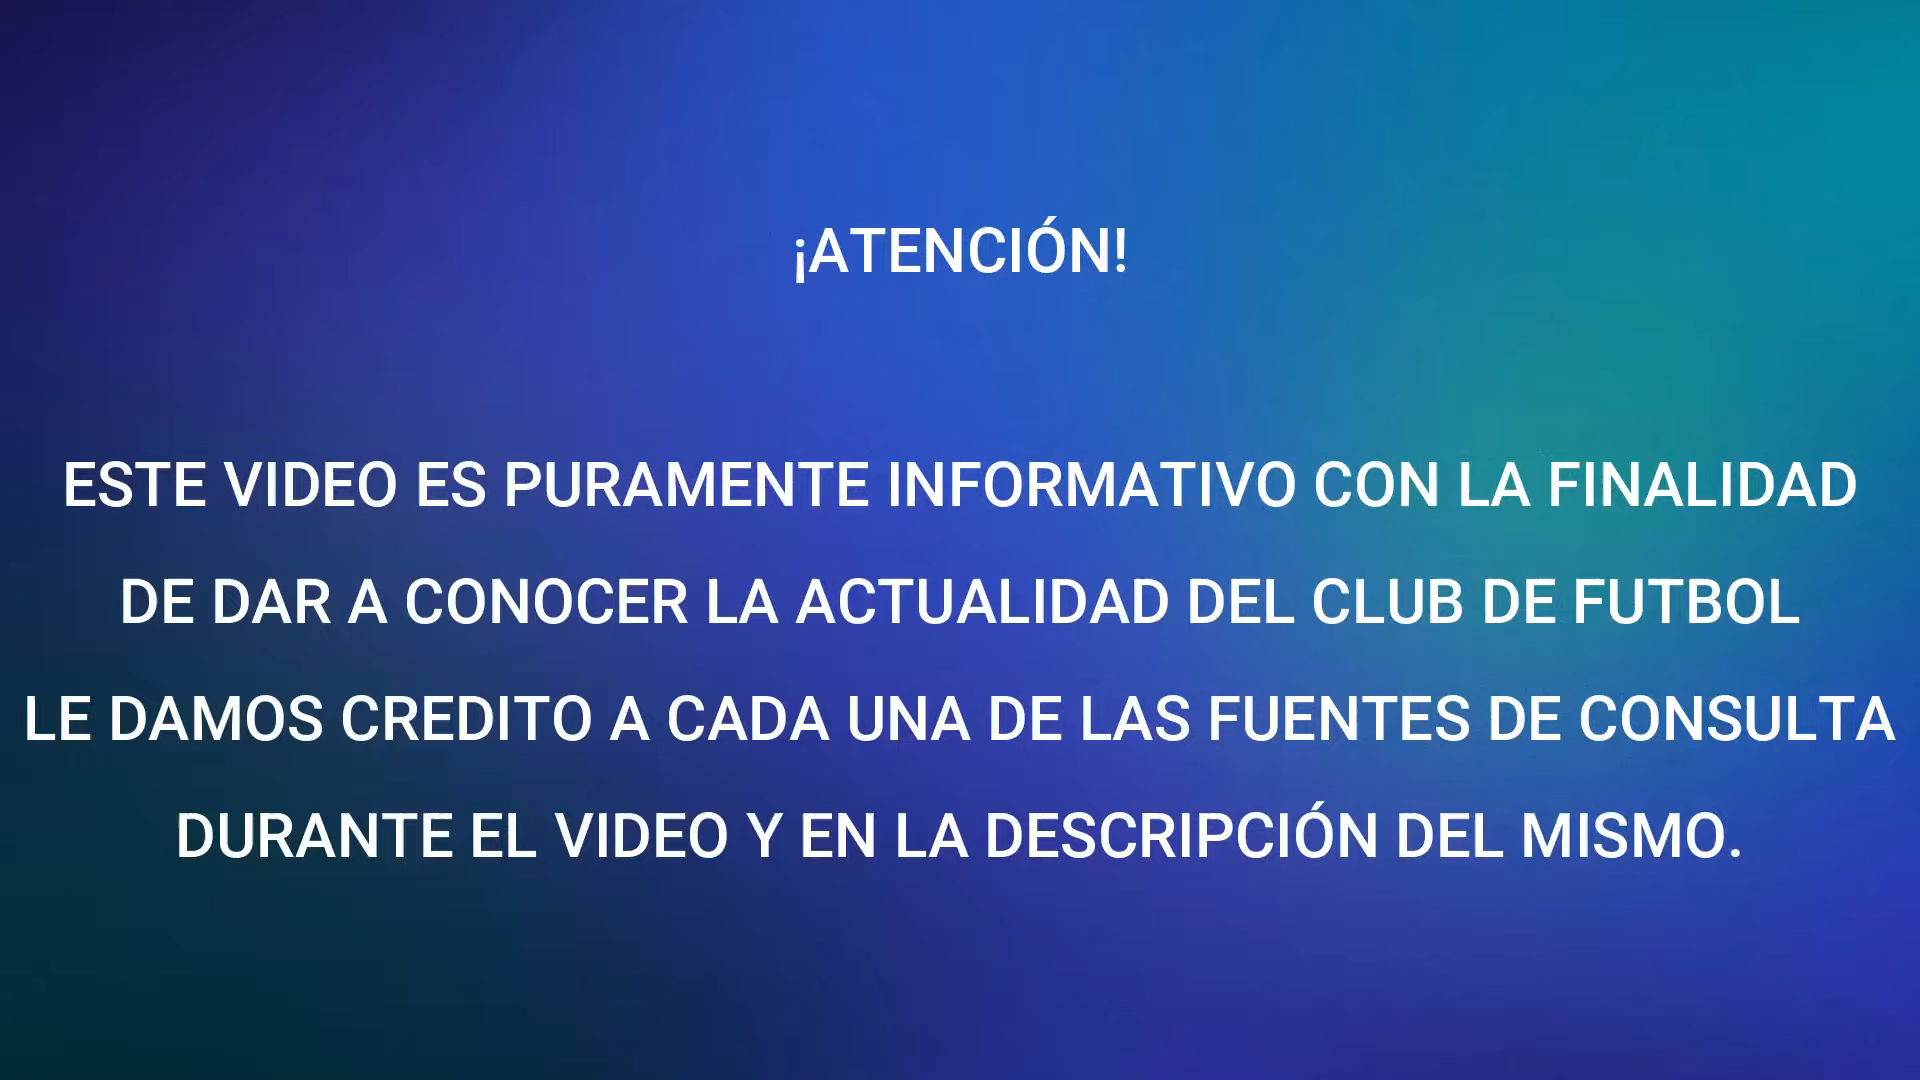 ¡ATENCIÓN!
ESTE VIDEO ES PURAMENTE INFORMATIVO CON LA FINALIDAD
DE DAR A CONOCER LA ACTUALIDAD DEL CLUB DE FUTBOL
LE DAMOS CREDITO A CADA UNA DE LAS FUENTES DE CONSULTA
DURANTE EL VIDEO Y EN LA DESCRIPCIÓN DEL MISMO.